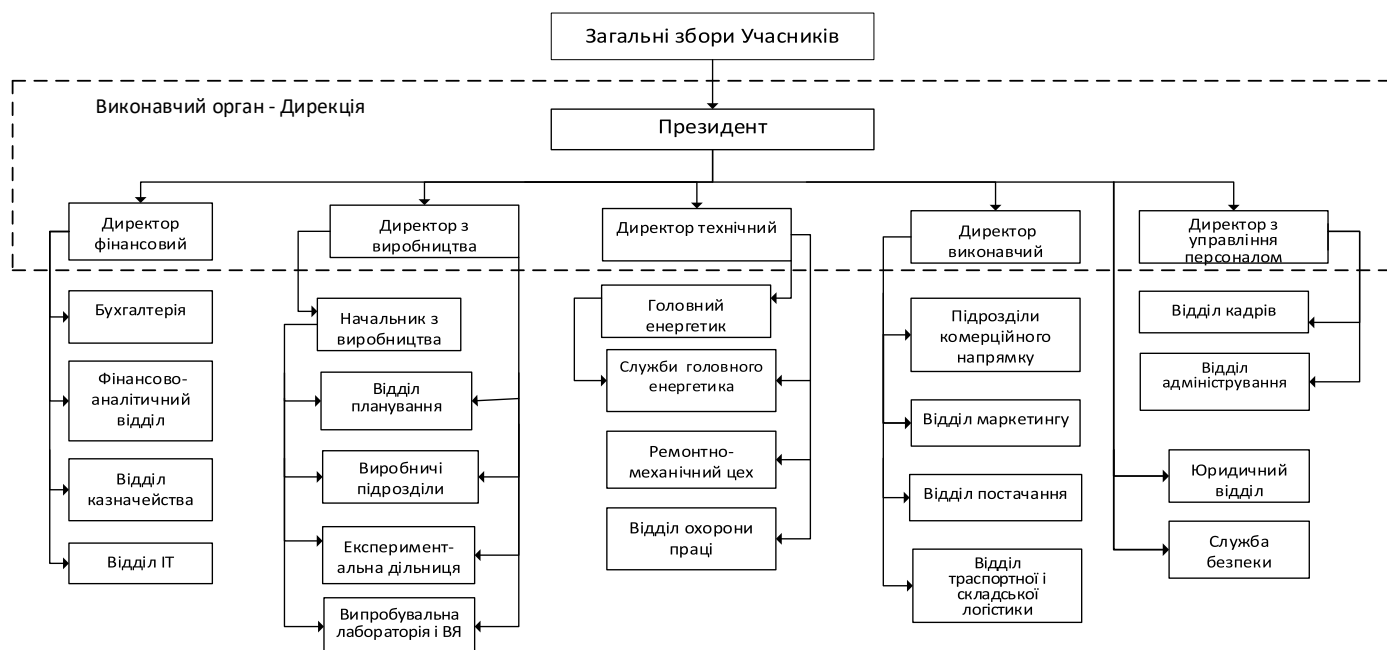 Загальні збори Учасників
Виконавчий орган - Дирекція
Президент
Директор
фінансовий
Директор з
виробництва
Директор технічний
Директор
виконавчий
Директор з
управління
персоналом
Бухгалтерія
Фінансово-
аналітичний
відділ
Відділ
казначейства
Відділ ІТ
Начальник з
виробництва
Відділ
планування
Виробничі
підрозділи
Експеримент-
альна дільниця
Випробувальна
лабораторія і ВЯ
Головний
енергетик
Служби головного
енергетика
Ремонтно-
механічний цех
Відділ охорони
праці
Підрозділи
комерційного
напрямку
Відділ маркетингу
Відділ постачання
Відділ
траспортної і
складської
логістики
Відділ кадрів
Відділ
адміністрування
Юридичний
відділ
Служба
безпеки